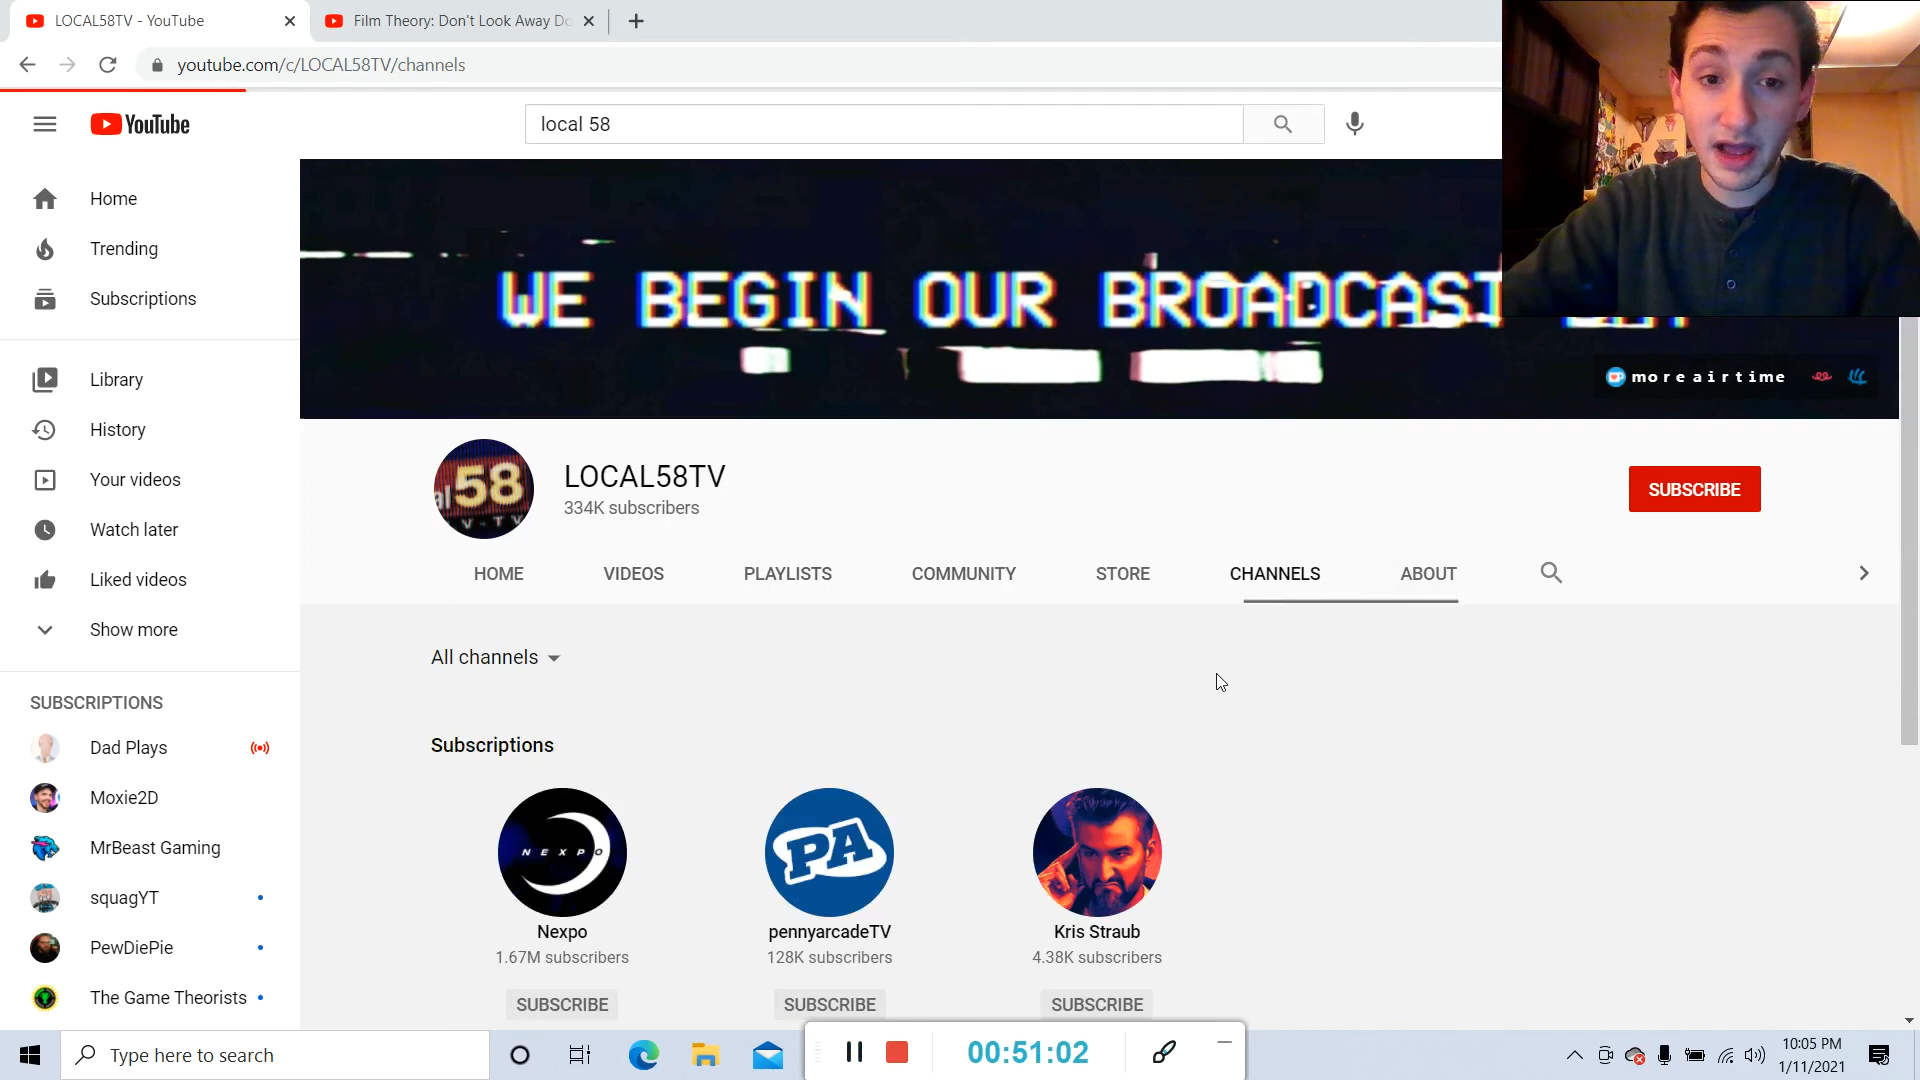 LOCAL58TV - YouTube
Film Theory: Don't Look Away Do
youtube.com/c/LOCAL58TV/channels
YouTube
local 58
Home
Trending
Subscriptions
Library
History
Your videos
Watch later
Liked videos
Show more
SUBSCRIPTIONS
Dad Plays
Moxie2D
MrBeast Gaming
squagYT
PewDiePie
The Game Theorists
WE BEGIN OUR BROADCAST
moreairtime
al58
V-TV
LOCAL58TV
334K subscribers
SUBSCRIBE
HOME VIDEOS PLAYLISTS COMMUNITY STORE CHANNELS ABOUT
All channels
Subscriptions
NEXPO
PA
Nexpo pennyarcadeTV Kris Straub
1.67M subscribers 128K subscribers 4.38K subscribers
SUBSCRIBE SUBSCRIBE SUBSCRIBE
Type here to search
00:51:02
10:05 PM
1/11/2021